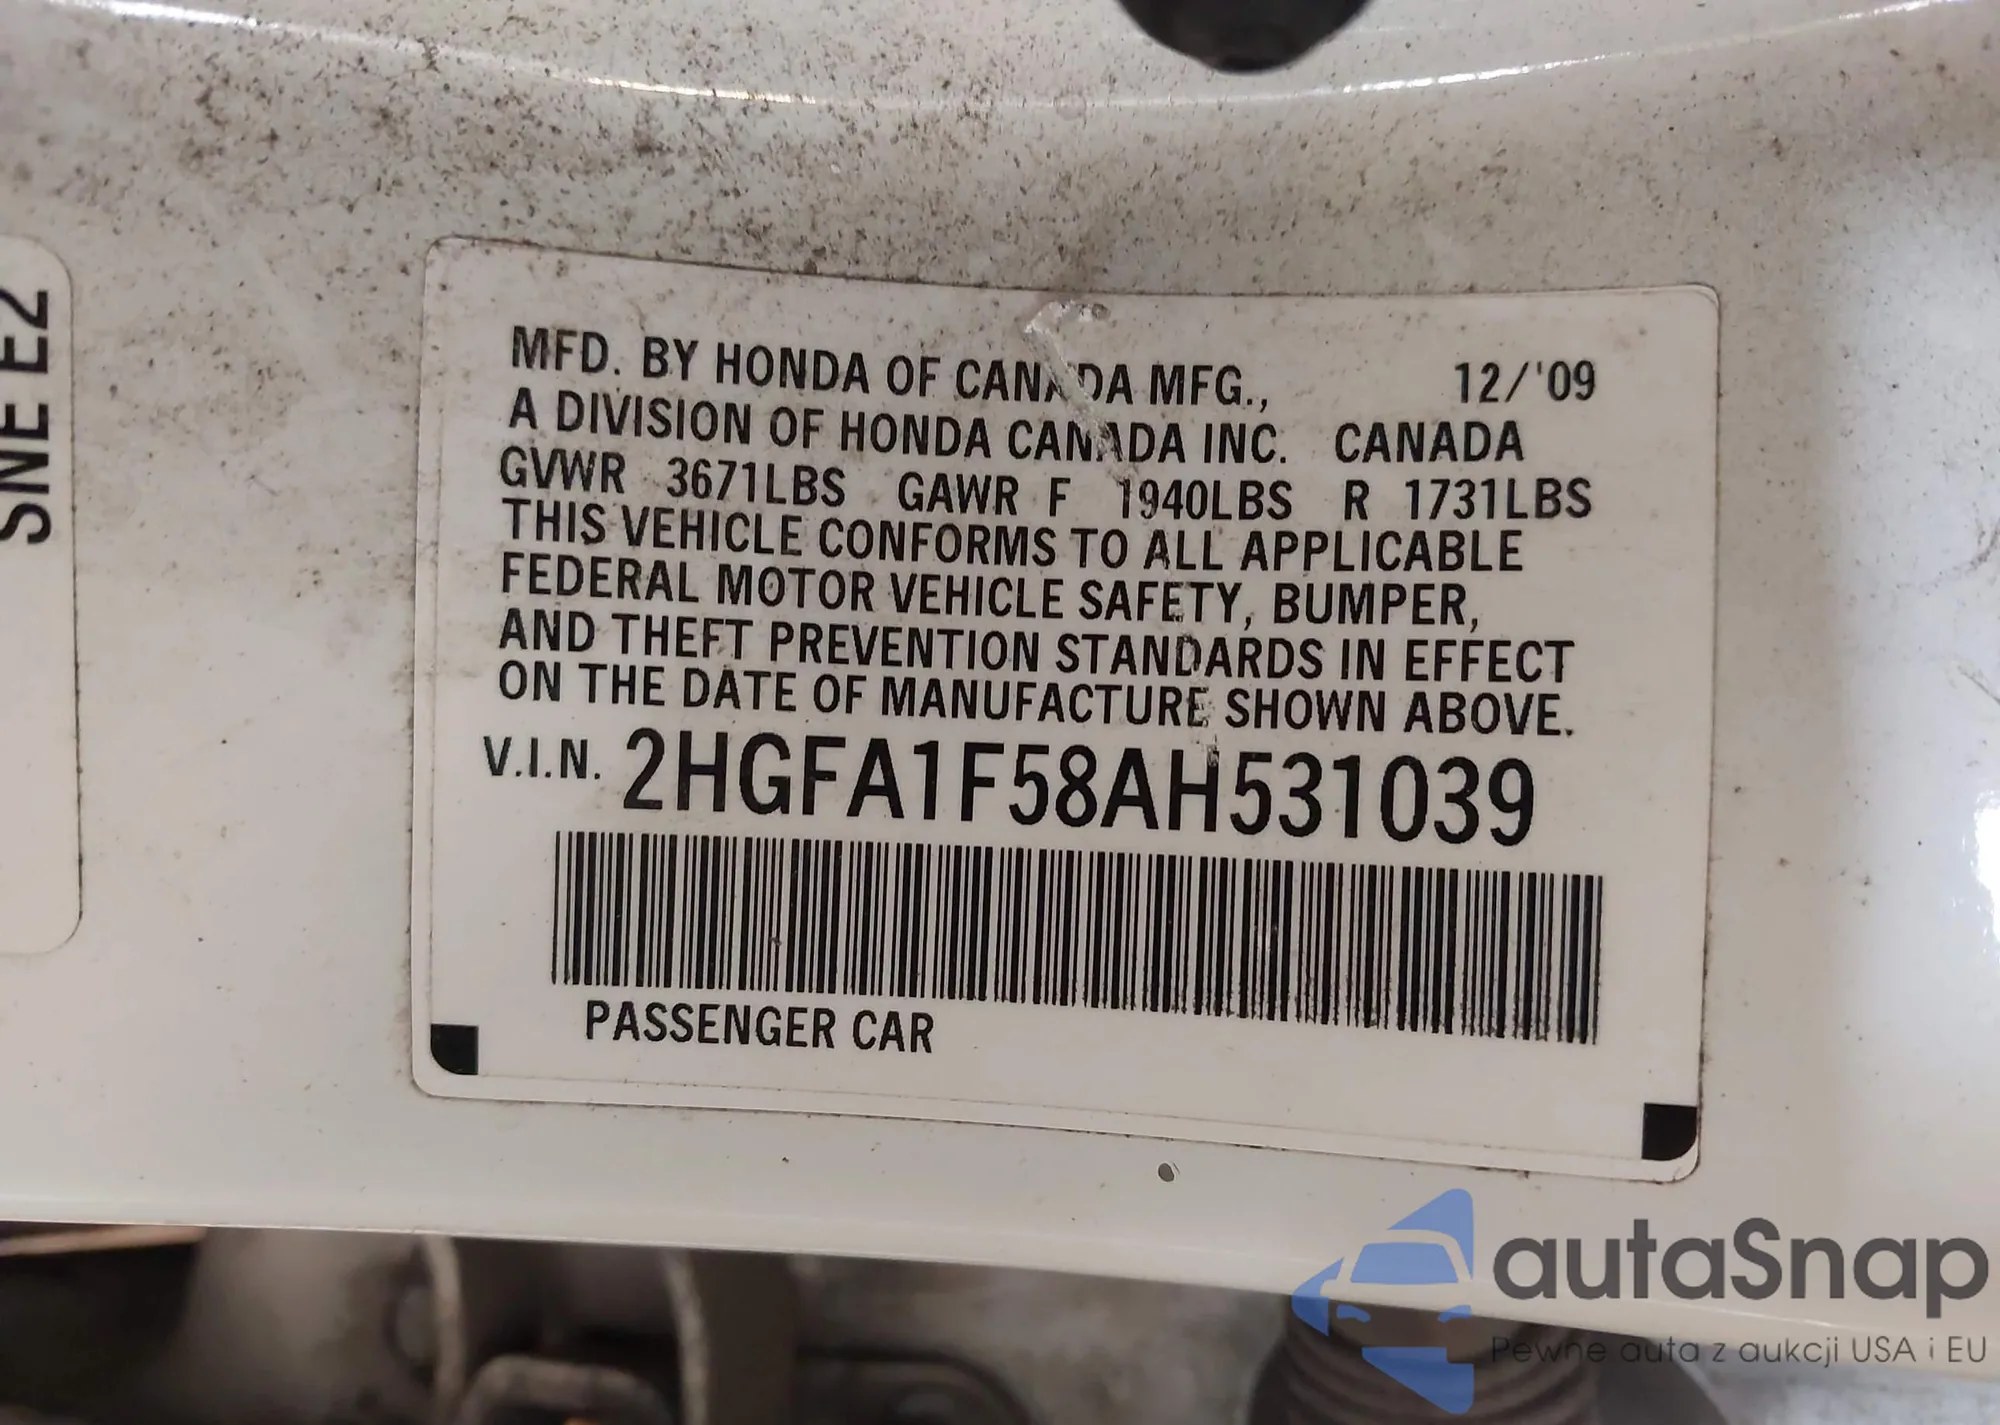 SNE E2
MFD. BY HONDA OF CANADA MFG., 12/'09
A DIVISION OF HONDA CANADA INC. CANADA
GVWR 3671LBS GAWR F 1940LBS R 1731LBS
THIS VEHICLE CONFORMS TO ALL APPLICABLE
FEDERAL MOTOR VEHICLE SAFETY, BUMPER,
AND THEFT PREVENTION STANDARDS IN EFFECT
ON THE DATE OF MANUFACTURE SHOWN ABOVE.
V.I.N. 2HGFA1F58AH531039
PASSENGER CAR
autaSnap
Pewne auta z aukcji USA i EU